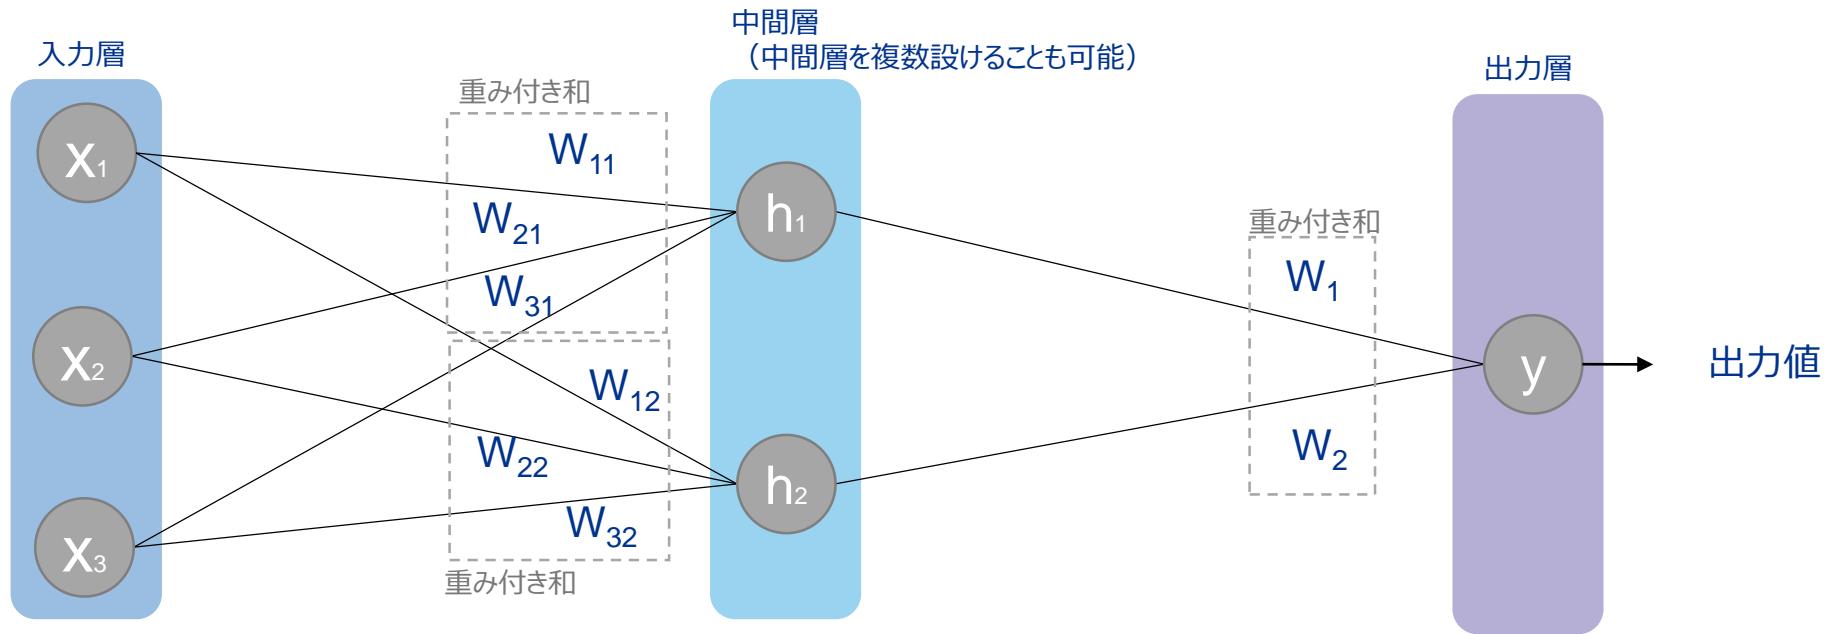 入力層
中間層
（中間層を複数設けることも可能）
出力層
重み付き和
x1
W11
h1
W21
重み付き和
W31
W1
x2
y
出力値
W12
W22
W2
h2
W32
x3
重み付き和